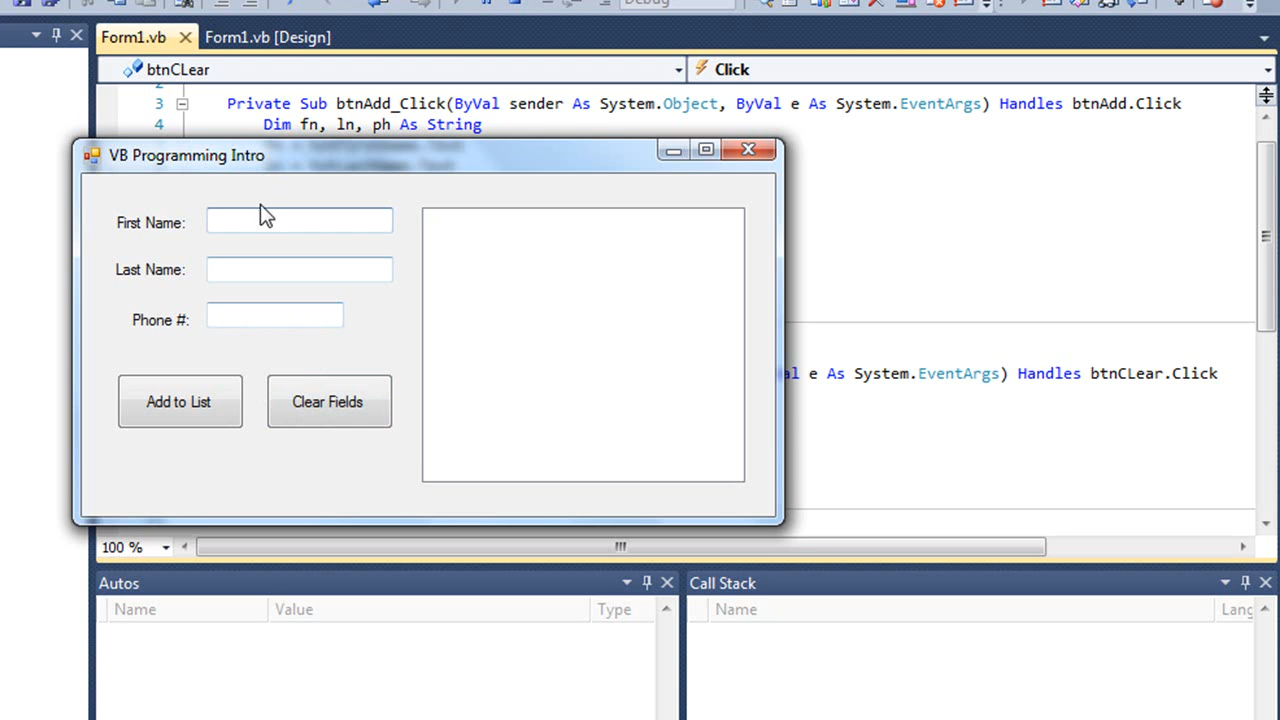 Debug
Form1.vb
Form1.vb [Design]
btnCLear
Click
2
3 Private Sub btnAdd_Click(ByVal sender As System.Object, ByVal e As System.EventArgs) Handles btnAdd.Click
4 Dim fn, ln, ph As String
VB Programming Intro
First Name:
Last Name:
Phone #:
al e As System.EventArgs) Handles btnCLear.Click
Add to List
Clear Fields
100 %
Autos
Call Stack
Name Value Type
Name Lang